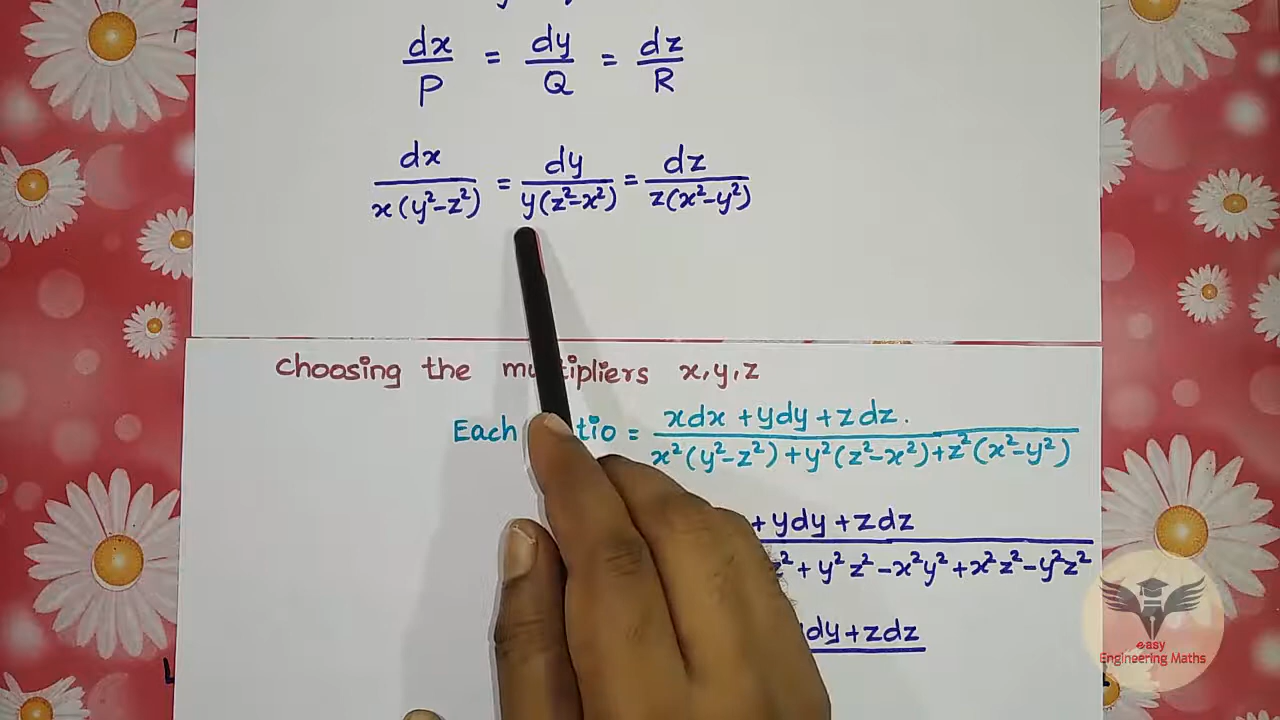 dx/P = dy/Q = dz/R
dx/x(y²-z²) = dy/y(z²-x²) = dz/z(x²-y²)
choosing the multipliers x,y,z
Each ratio = xdx+ydy+zdz./x²(y²-z²)+y²(z²-x²)+z²(x²-y²)
+ydy+zdz/z²+y²z²-x²y²+x²z²-y²z²
dy+zdz
easy
Engineering Maths